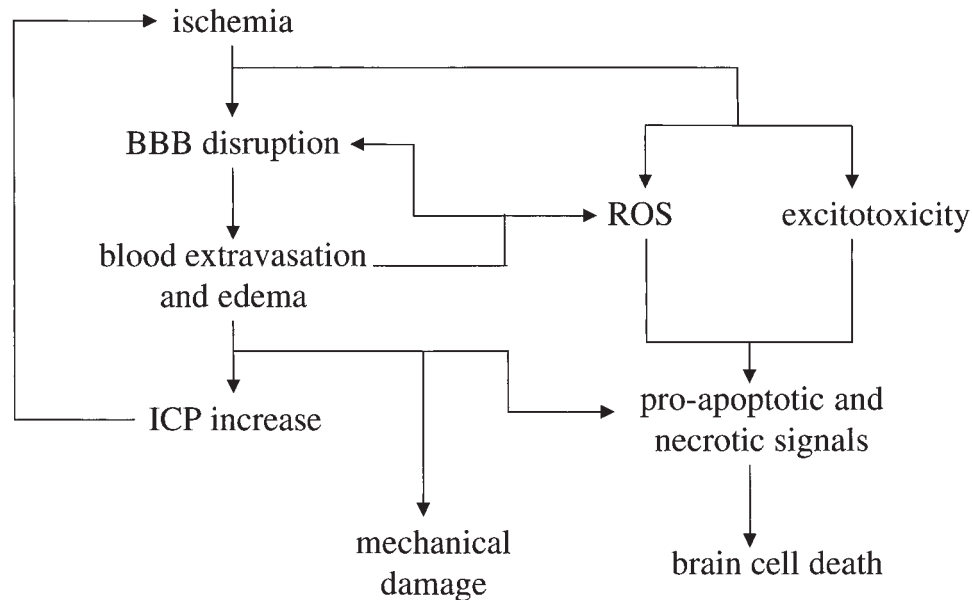 ischemia
BBB disruption
ROS
excitotoxicity
blood extravasation
and edema
ICP increase
pro-apoptotic and
necrotic signals
mechanical
damage
brain cell death